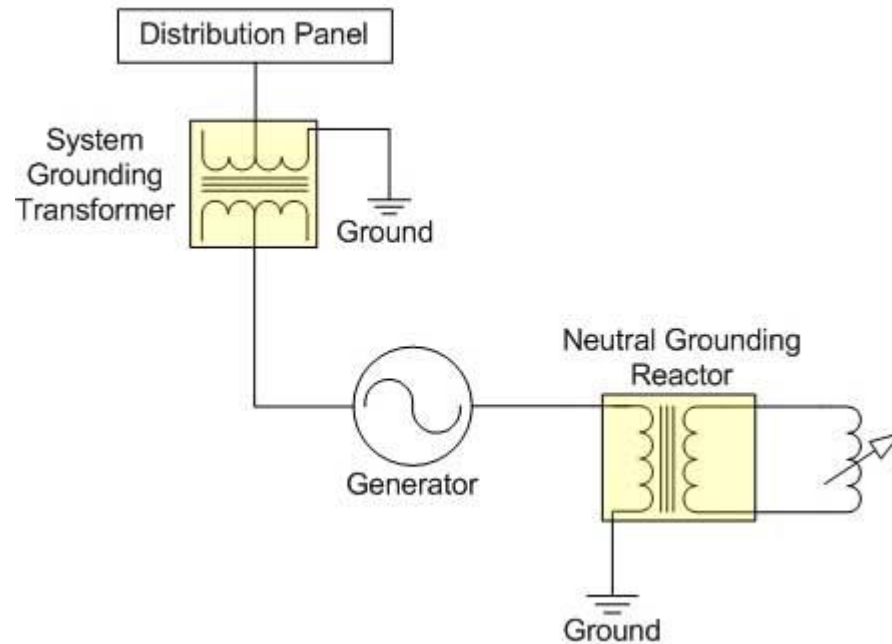 Distribution Panel
System
Grounding
Transformer
Ground
Neutral Grounding
Reactor
Generator
Ground